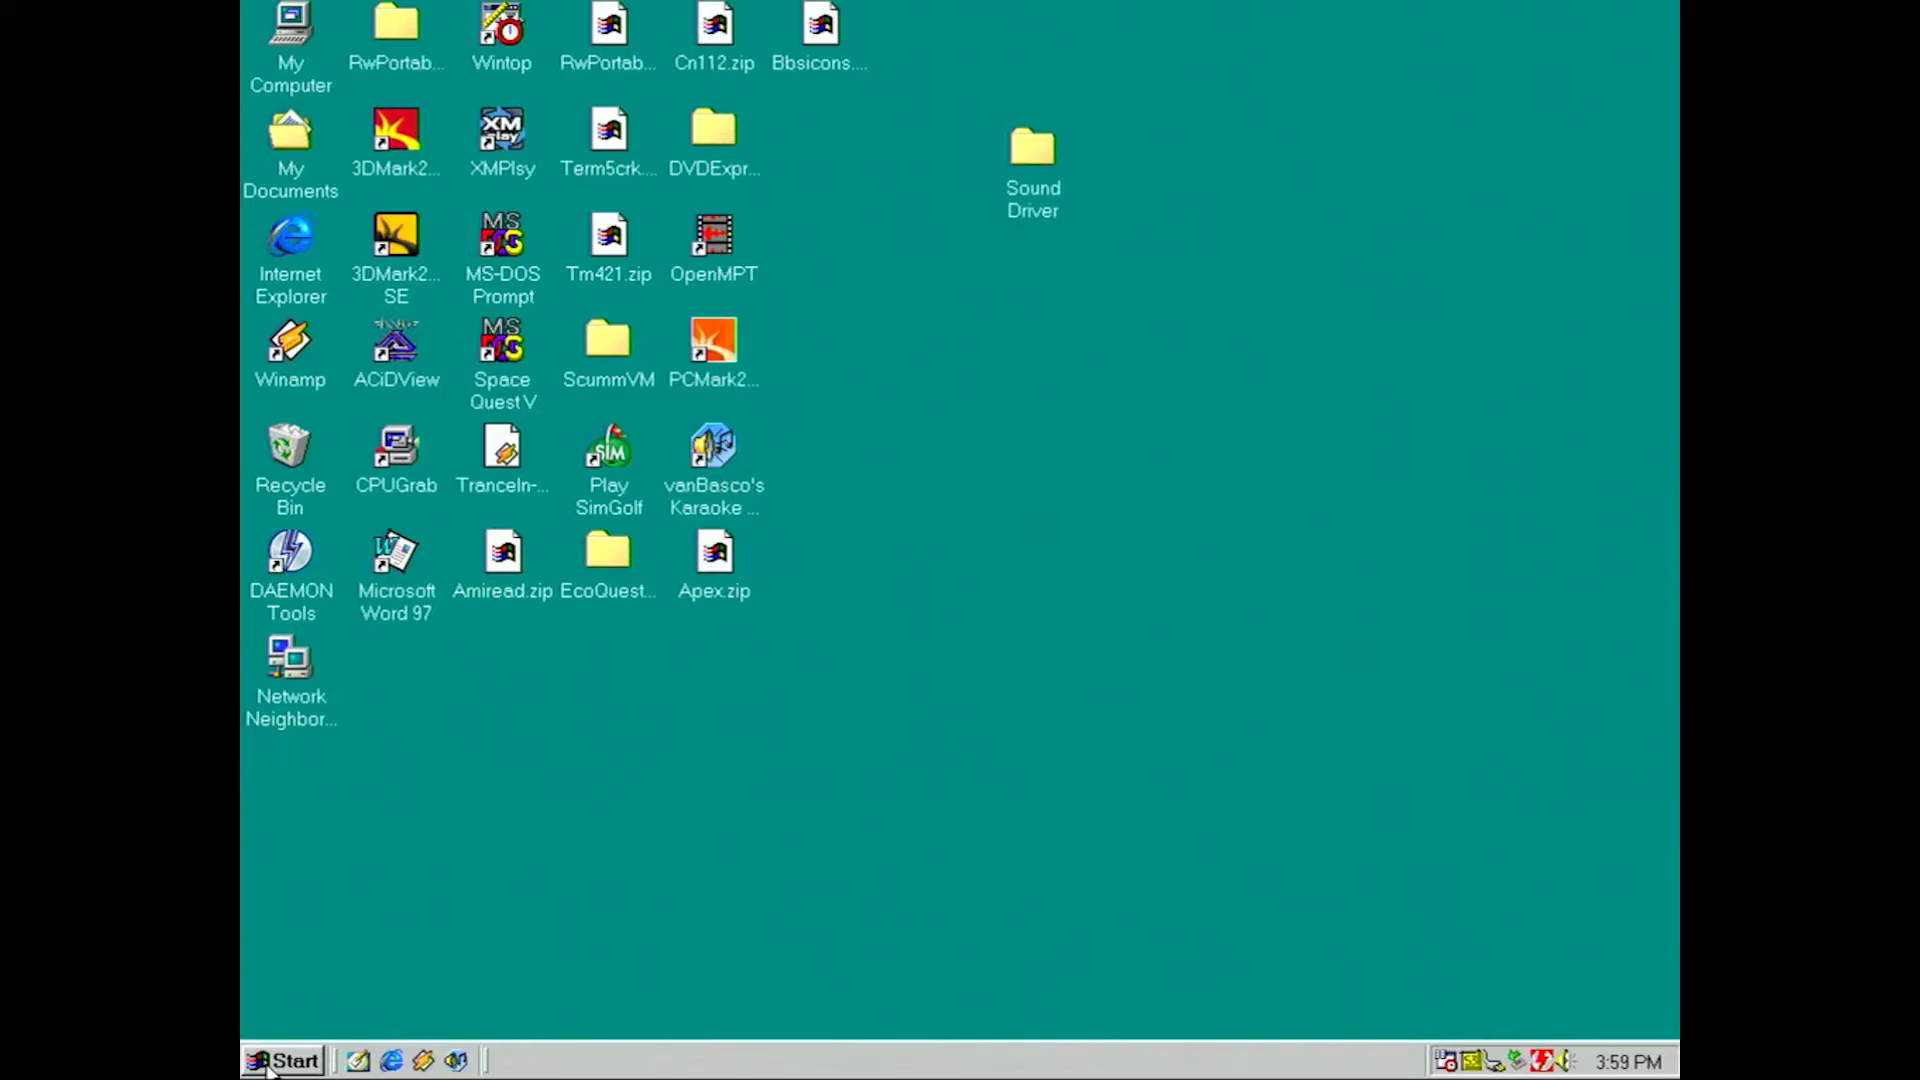 My
Computer
RwPortab...
Wintop
RwPortab...
Cn112.zip
Bbsicons....
My
Documents
3DMark2...
XMPlsy
Term5crk....
DVDExpr...
Sound
Driver
Internet
Explorer
3DMark2...
SE
MS-DOS
Prompt
Tm421.zip
OpenMPT
Winamp
ACiDView
Space
Quest V
ScummVM
PCMark2...
Recycle
Bin
CPUGrab
TranceIn-...
Play
SimGolf
vanBasco's
Karaoke ...
DAEMON
Tools
Microsoft
Word 97
Amiread.zip
EcoQuest...
Apex.zip
Network
Neighbor...
Start
3:59 PM